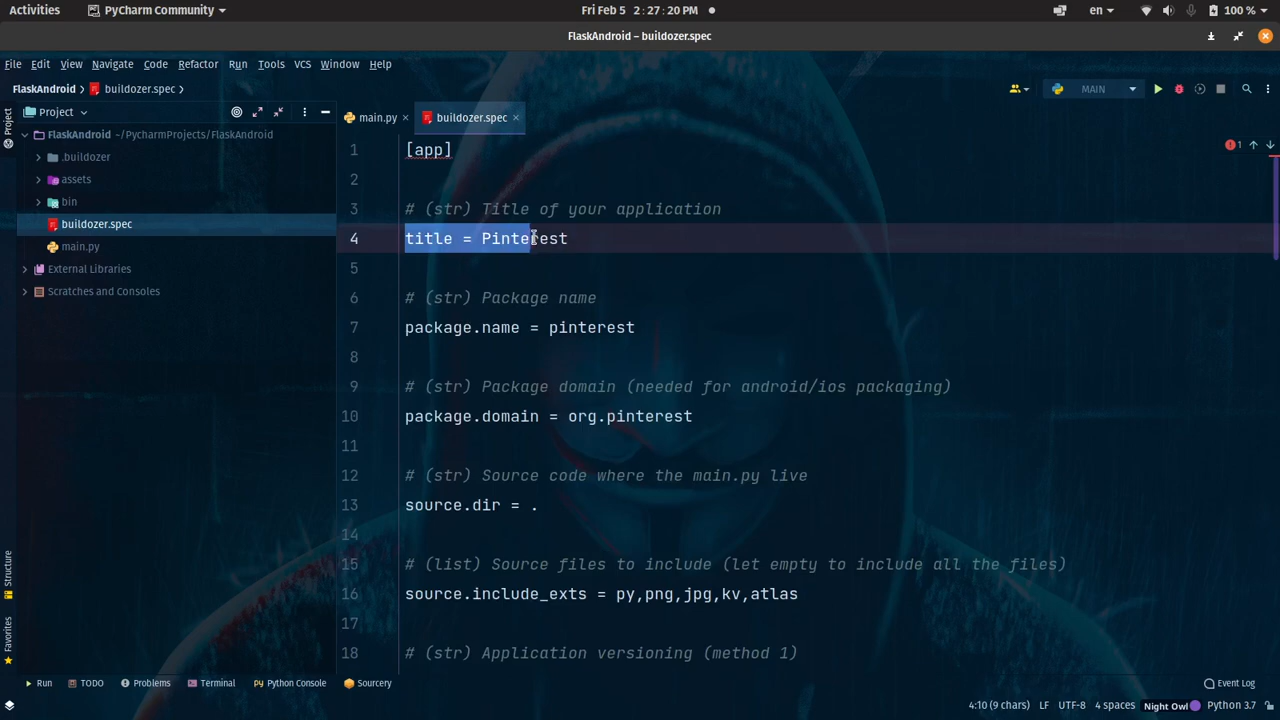 Activities PyCharm Community Fri Feb 5 2:27:20 PM en 100 %
FlaskAndroid – buildozer.spec
File Edit View Navigate Code Refactor Run Tools VCS Window Help
FlaskAndroid buildozer.spec MAIN
Project
main.py buildozer.spec
FlaskAndroid ~/PycharmProjects/FlaskAndroid
.buildozer
assets
bin
buildozer.spec
main.py
External Libraries
Scratches and Consoles
Project
Structure
Favorites
1 [app]
2
3 # (str) Title of your application
4 title = Pinterest
5
6 # (str) Package name
7 package.name = pinterest
8
9 # (str) Package domain (needed for android/ios packaging)
10 package.domain = org.pinterest
11
12 # (str) Source code where the main.py live
13 source.dir = .
14
15 # (list) Source files to include (let empty to include all the files)
16 source.include_exts = py,png,jpg,kv,atlas
17
18 # (str) Application versioning (method 1)
1
Run TODO Problems Terminal Python Console Sourcery Event Log
4:10 (9 chars) LF UTF-8 4 spaces Night Owl Python 3.7